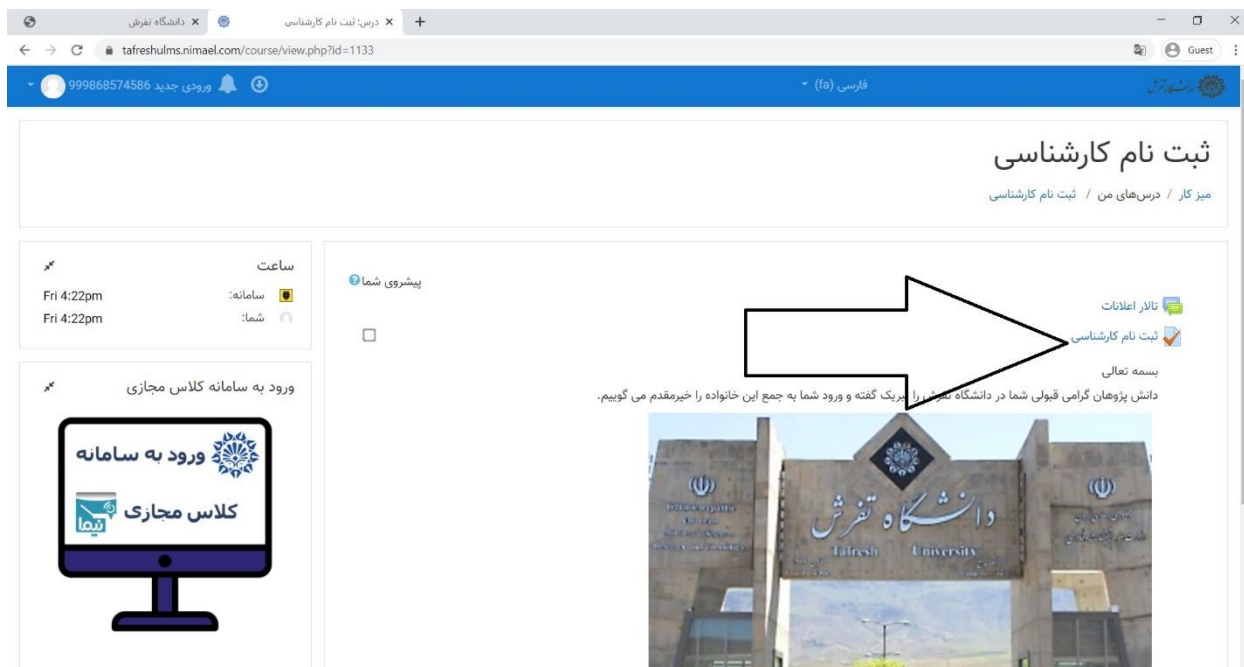 درس: ثبت نام کارشناسی
دانشگاه تفرش
tafreshulms.nimael.com/course/view.php?id=1133
Guest
دانشگاه تفرش
فارسی (fa)
ورودی جدید 999868574586
ثبت نام کارشناسی
میز کار / درس‌های من / ثبت نام کارشناسی
پیشروی شما
تالار اعلانات
ثبت نام کارشناسی
بسمه تعالی
دانش پژوهان گرامی قبولی شما در دانشگاه تفرش را تبریک گفته و ورود شما به جمع این خانواده را خیرمقدم می گوییم.
دانشگاه تفرش
Tafresh University
ساعت
سامانه: Fri 4:22pm
شما: Fri 4:22pm
ورود به سامانه کلاس مجازی
ورود به سامانه
کلاس مجازی
نیما